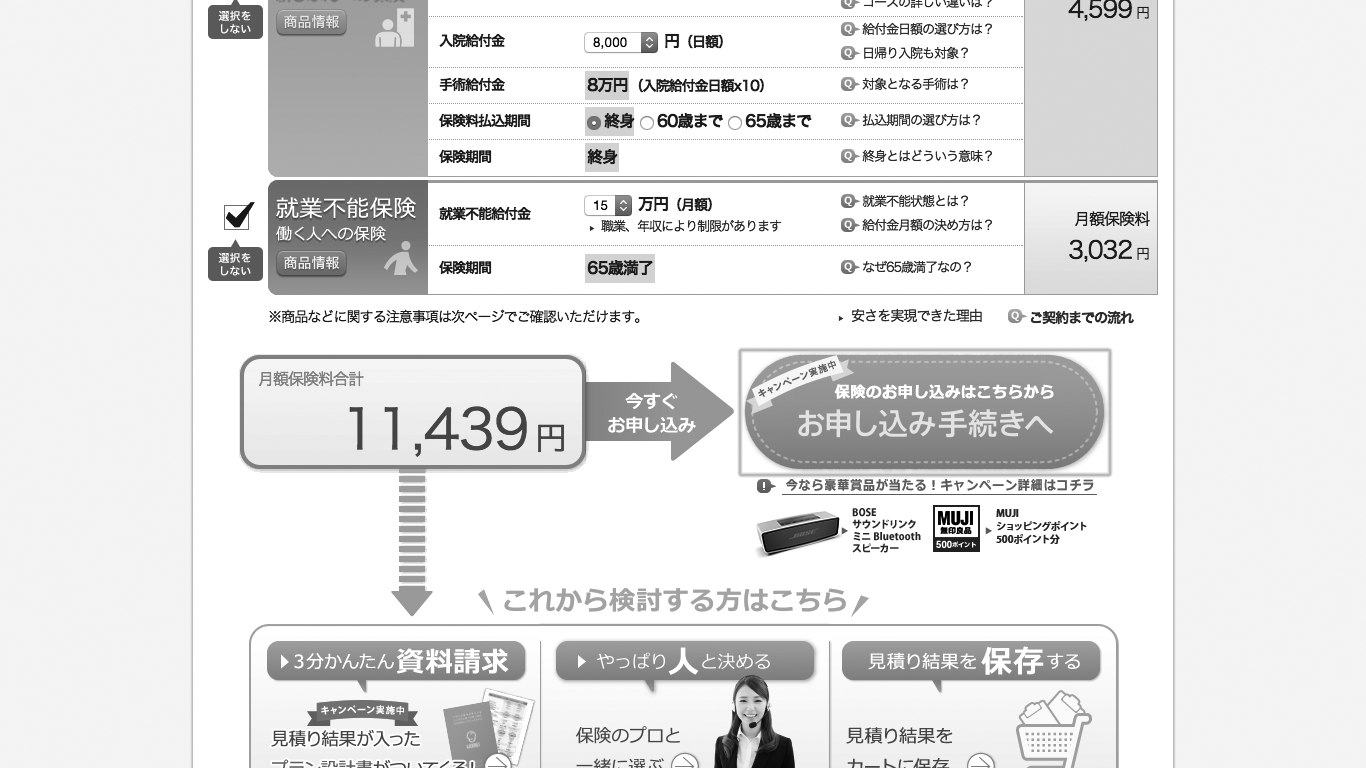 選択を
しない
商品情報
コースの詳しい違いは？
4,599 円
入院給付金
8,000 円（日額）
給付金日額の選び方は？
日帰り入院も対象？
手術給付金
8万円（入院給付金日額x10）
対象となる手術は？
保険料払込期間
終身 60歳まで 65歳まで
払込期間の選び方は？
保険期間
終身
終身とはどういう意味？
選択を
しない
就業不能保険
働く人への保険
商品情報
就業不能給付金
15 万円（月額）
職業、年収により制限があります
就業不能状態とは？
給付金月額の決め方は？
保険期間
65歳満了
なぜ65歳満了なの？
月額保険料
3,032 円
※商品などに関する注意事項は次ページでご確認いただけます。
安さを実現できた理由
ご契約までの流れ
月額保険料合計
11,439 円
今すぐ
お申し込み
キャンペーン実施中
保険のお申し込みはこちらから
お申し込み手続きへ
今なら豪華賞品が当たる！キャンペーン詳細はコチラ
BOSE
サウンドリンク
ミニ Bluetooth
スピーカー
MUJI
無印良品
500ポイント
MUJI
ショッピングポイント
500ポイント分
これから検討する方はこちら
3分かんたん資料請求
キャンペーン実施中
見積り結果が入った
プラン設計書がついてくる！
やっぱり人と決める
保険のプロと
一緒に選ぶ
見積り結果を保存する
見積り結果を
カートに保存